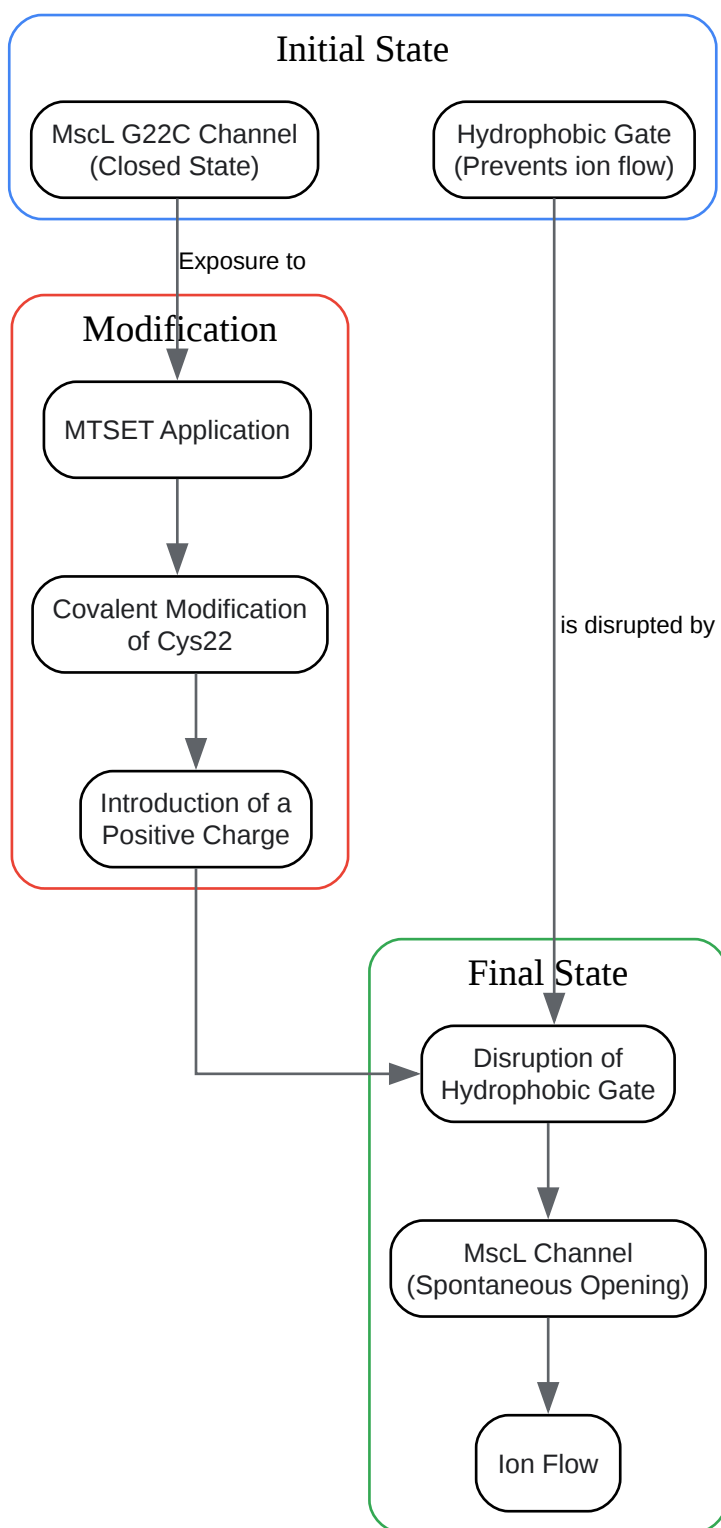 Initial State
MscL G22C Channel
(Closed State)
Hydrophobic Gate
(Prevents ion flow)
Exposure to
Modification
MTSET Application
Covalent Modification
of Cys22
is disrupted by
Introduction of a
Positive Charge
Final State
Disruption of
Hydrophobic Gate
MscL Channel
(Spontaneous Opening)
Ion Flow